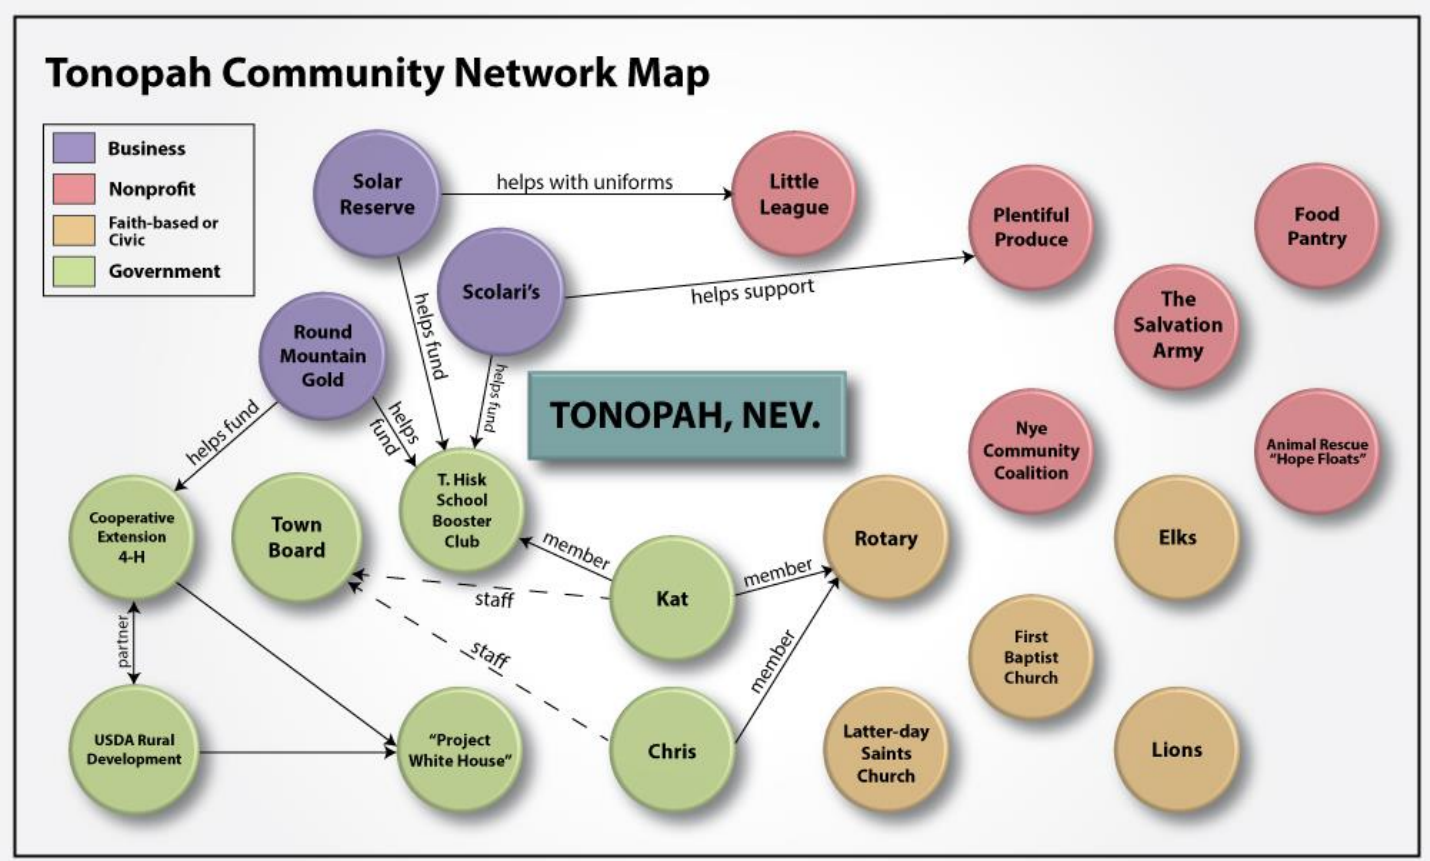 Tonopah Community Network Map
Business
Nonprofit
Faith-based or
Civic
Government
Solar
Reserve
helps with uniforms
Little
League
Plentiful
Produce
Food
Pantry
Scolari's
helps support
The
Salvation
Army
Round
Mountain
Gold
helps fund
helps fund
helps
fund
helps fund
TONOPAH, NEV.
Nye
Community
Coalition
Animal Rescue
"Hope Floats"
Cooperative
Extension
4-H
Town
Board
T. Hisk
School
Booster
Club
member
Kat
member
Rotary
Elks
staff
staff
partner
member
First
Baptist
Church
USDA Rural
Development
"Project
White House"
Chris
Latter-day
Saints
Church
Lions